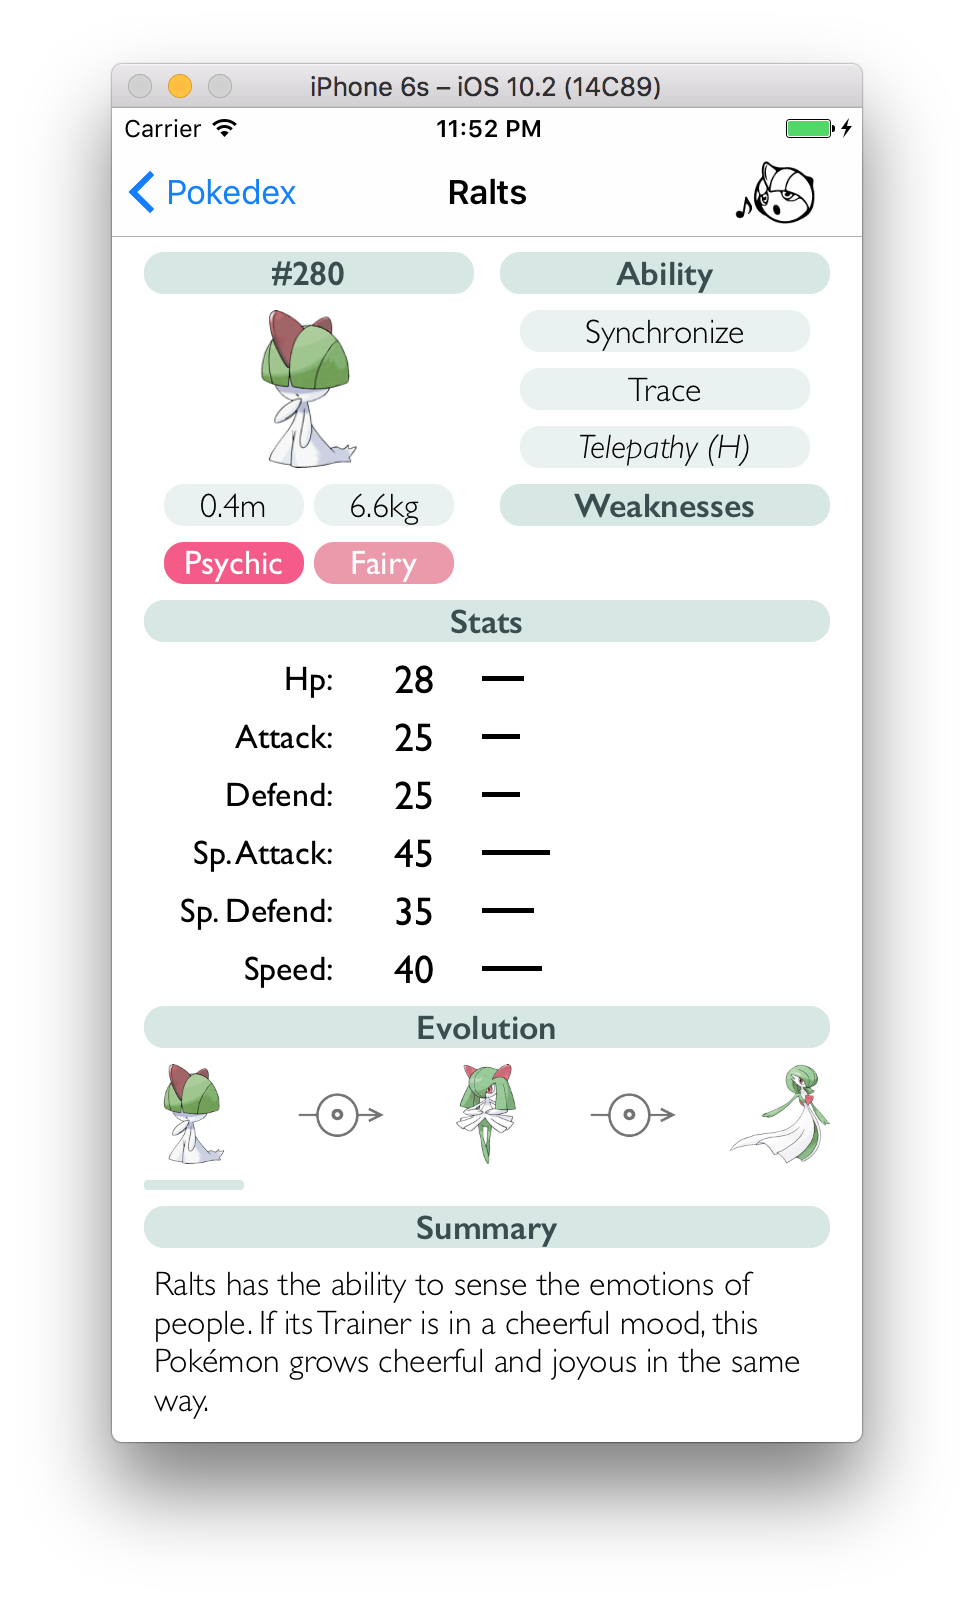 iPhone 6s – iOS 10.2 (14C89)
Carrier 11:52 PM
Pokedex Ralts
#280 Ability
Synchronize
Trace
Telepathy (H)
0.4m 6.6kg Weaknesses
Psychic Fairy
Stats
Hp: 28
Attack: 25
Defend: 25
Sp. Attack: 45
Sp. Defend: 35
Speed: 40
Evolution
Summary
Ralts has the ability to sense the emotions of
people. If its Trainer is in a cheerful mood, this
Pokémon grows cheerful and joyous in the same
way.